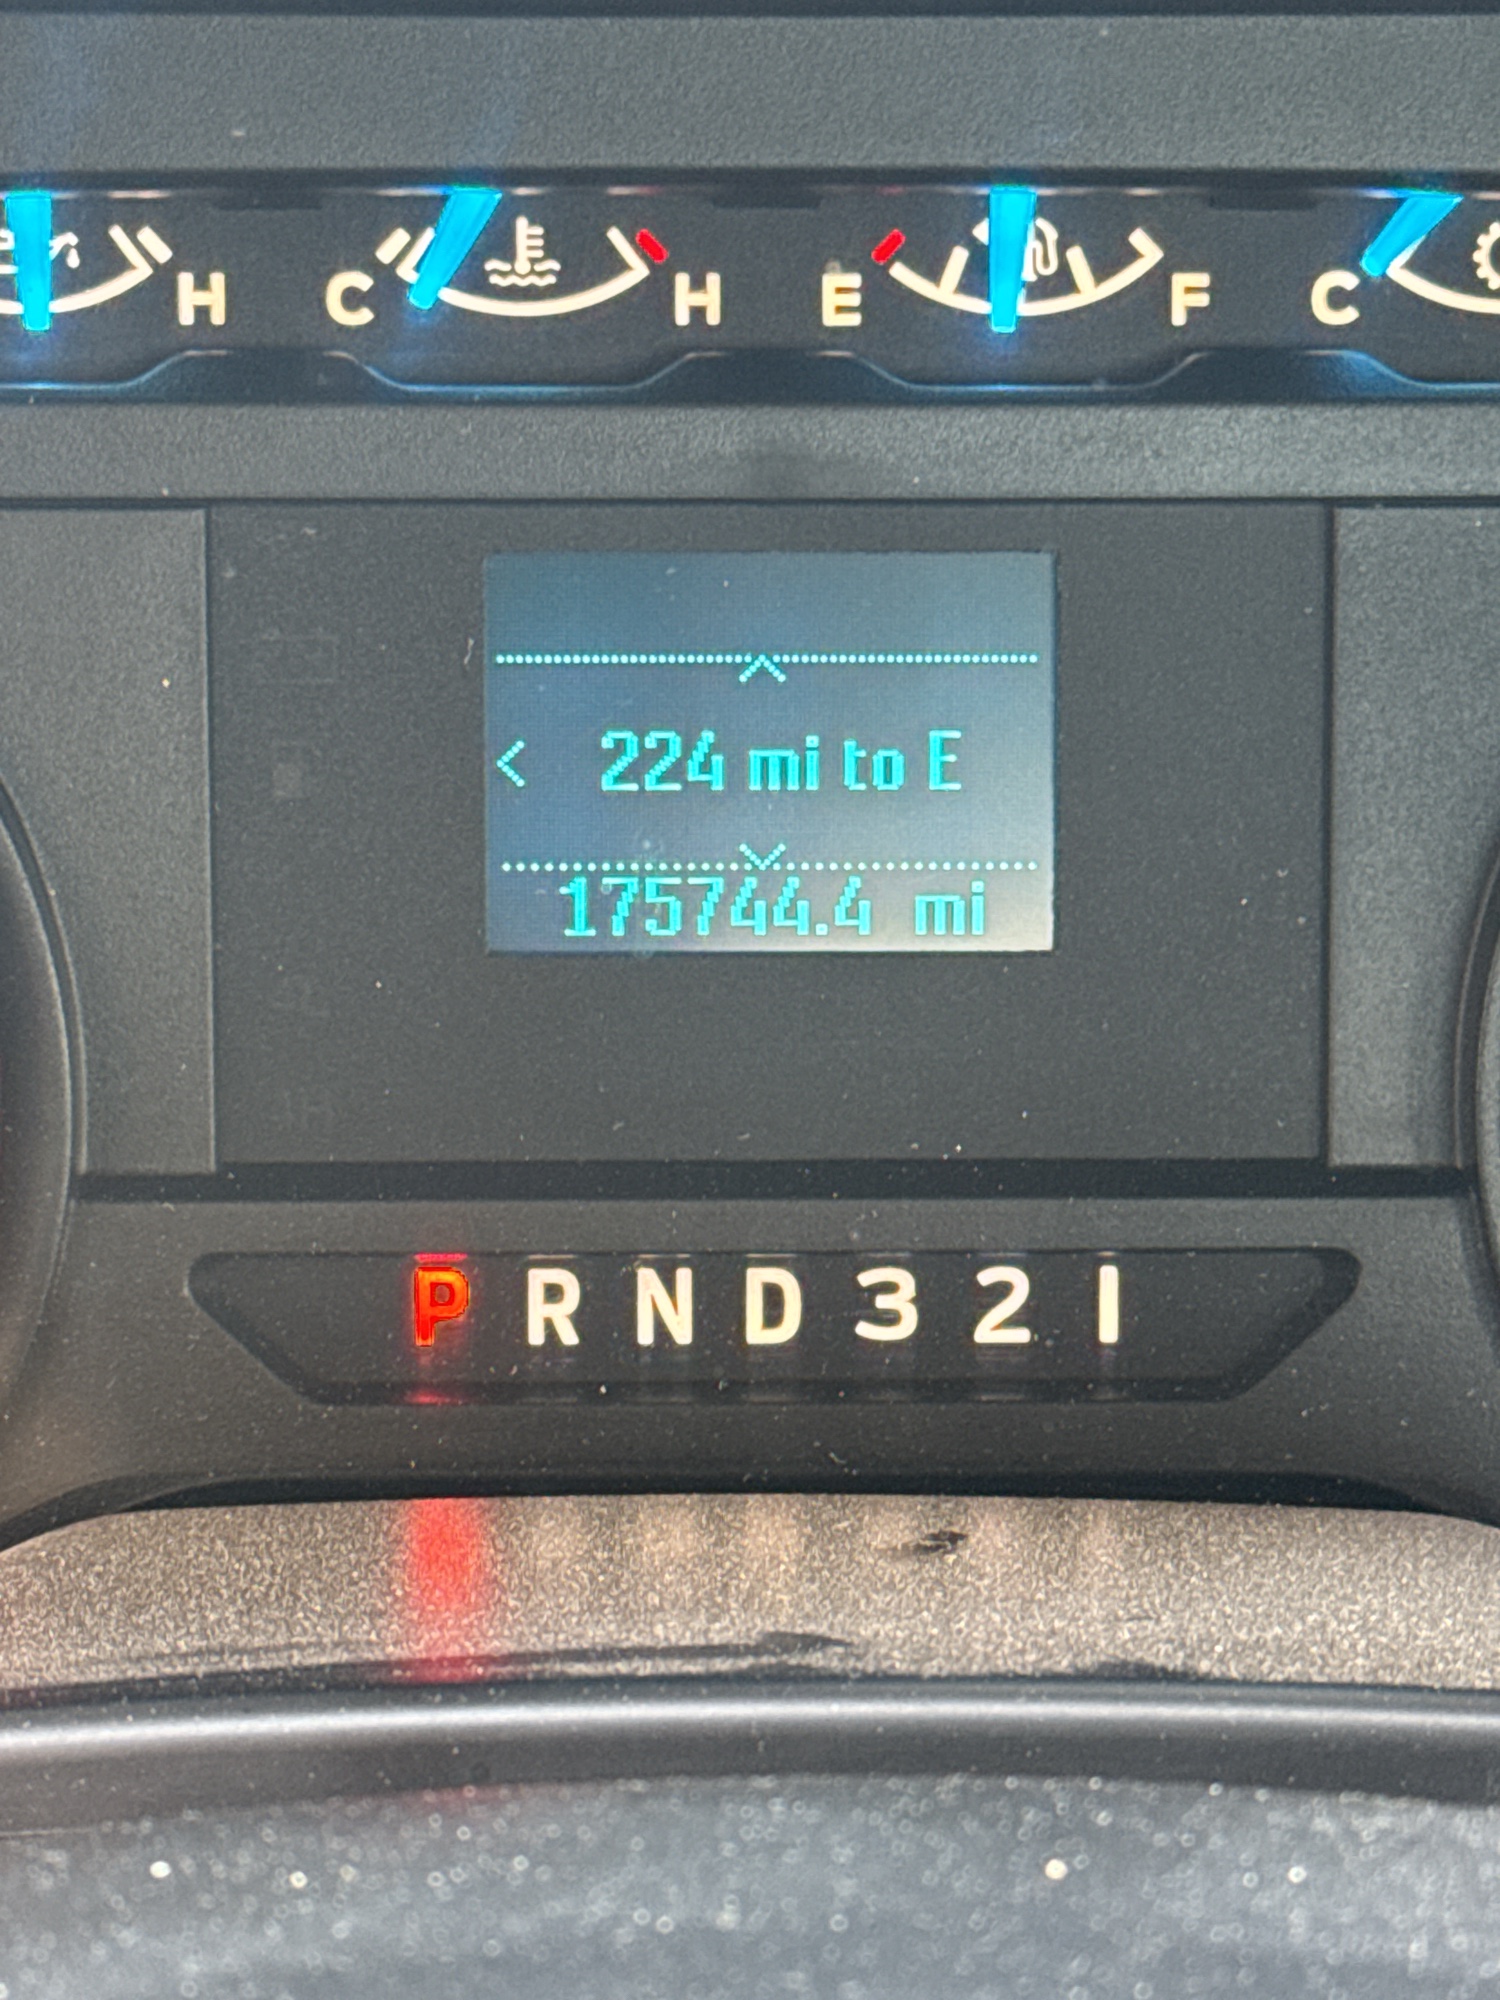 H C H E F C
224 mi to E
175744.4 mi
P R N D 3 2 1